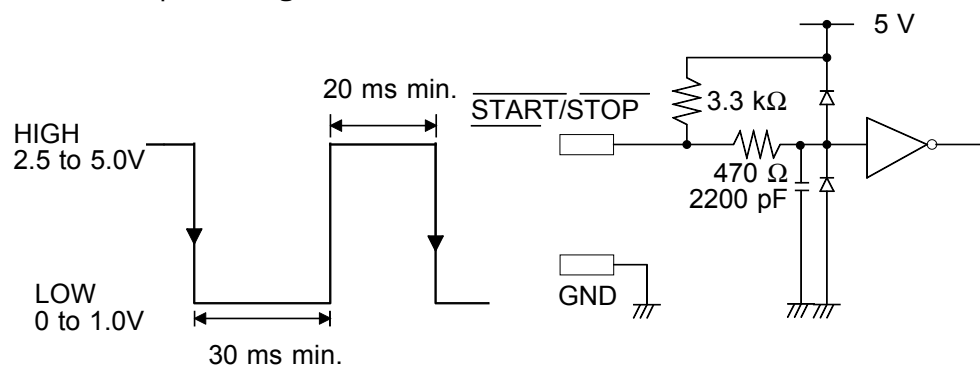 5 V
20 ms min.
START/STOP
3.3 kΩ
HIGH
2.5 to 5.0V
470 Ω
2200 pF
LOW
0 to 1.0V
GND
30 ms min.